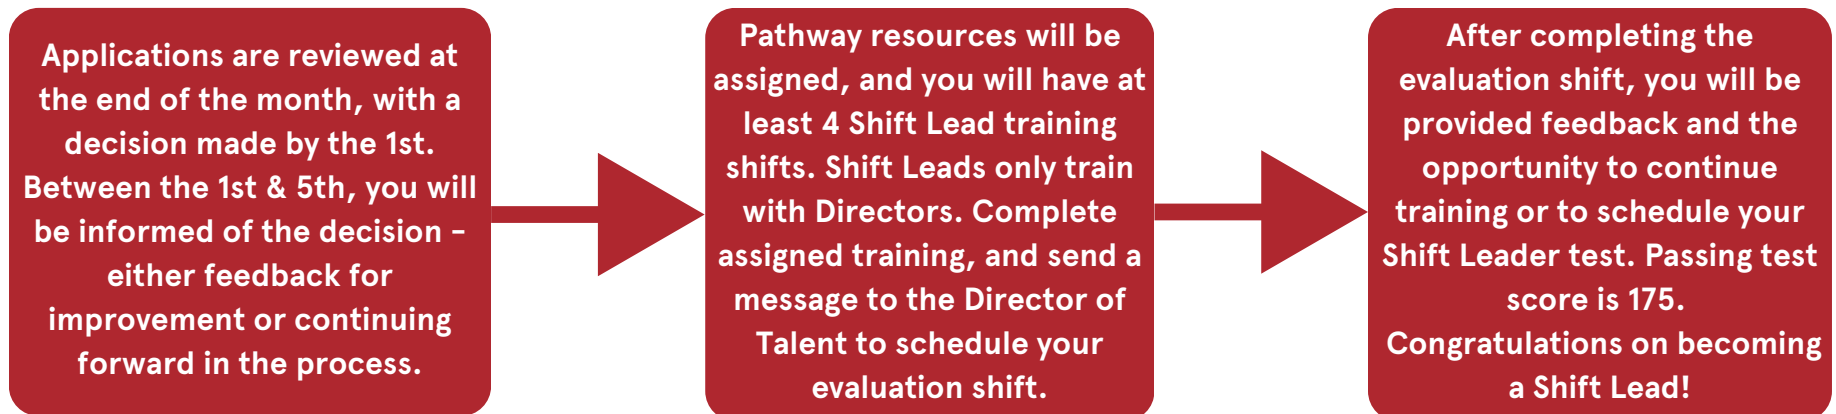 Applications are reviewed at
the end of the month, with a
decision made by the 1st.
Between the 1st & 5th, you will
be informed of the decision -
either feedback for
improvement or continuing
forward in the process.
Pathway resources will be
assigned, and you will have at
least 4 Shift Lead training
shifts. Shift Leads only train
with Directors. Complete
assigned training, and send a
message to the Director of
Talent to schedule your
evaluation shift.
After completing the
evaluation shift, you will be
provided feedback and the
opportunity to continue
training or to schedule your
Shift Leader test. Passing test
score is 175.
Congratulations on becoming
a Shift Lead!